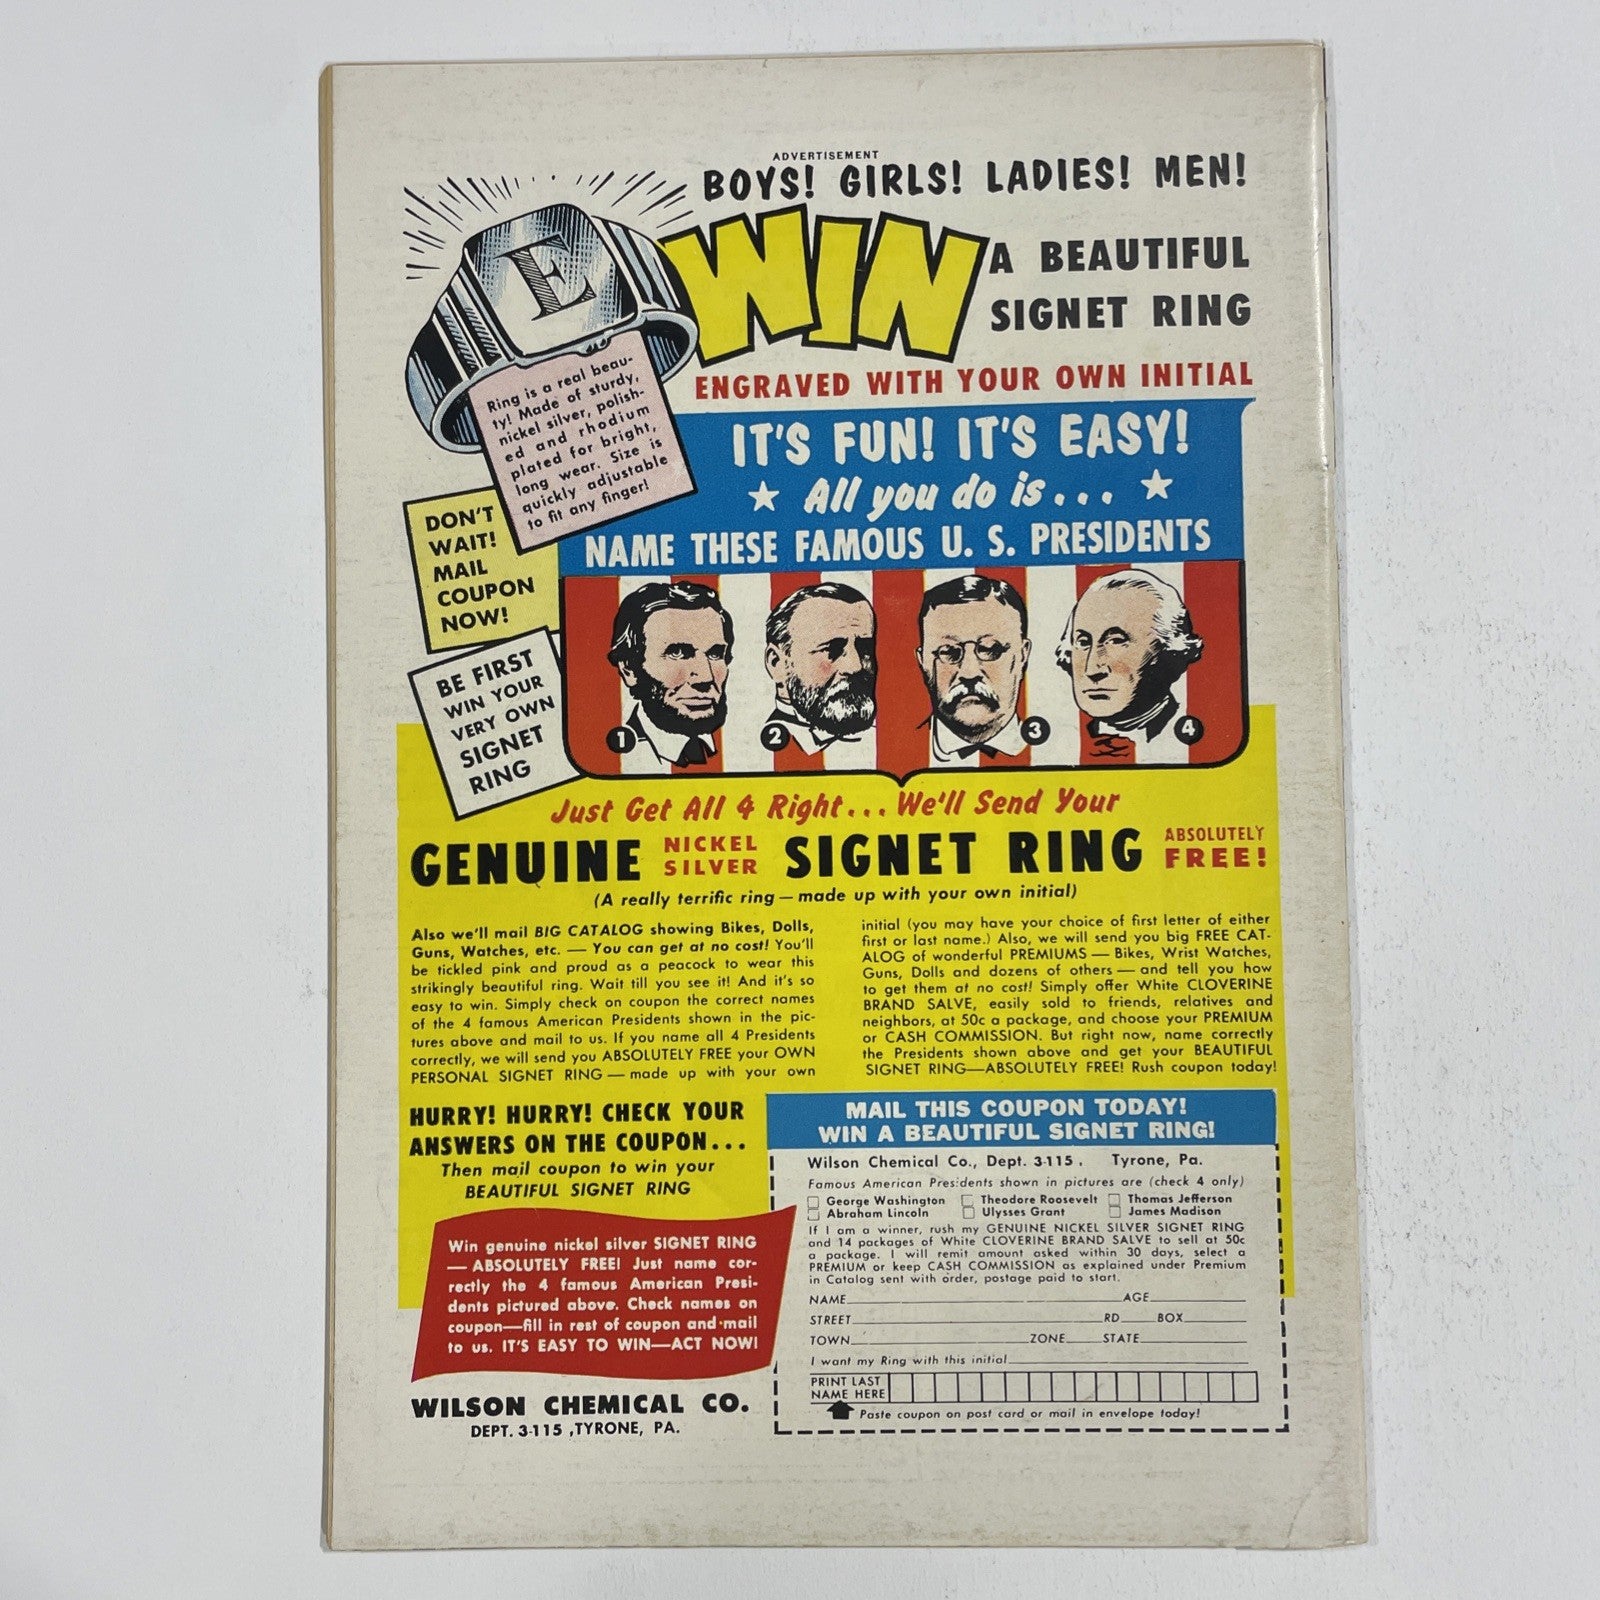 ADVERTISEMENT
BOYS! GIRLS! LADIES! MEN!
WIN
A BEAUTIFUL
SIGNET RING
ENGRAVED WITH YOUR OWN INITIAL
E
Ring is a real beau-
ty! Made of sturdy,
nickel silver, polish-
ed and rhodium
plated for bright,
long wear. Size is
quickly adjustable
to fit any finger!
IT'S FUN! IT'S EASY!
All you do is...
NAME THESE FAMOUS U. S. PRESIDENTS
DON'T
WAIT!
MAIL
COUPON
NOW!
BE FIRST
WIN YOUR
VERY OWN
SIGNET
RING
1
2
3
4
Just Get All 4 Right... We'll Send Your
GENUINE NICKEL SILVER SIGNET RING ABSOLUTELY FREE!
(A really terrific ring — made up with your own initial)
Also we'll mail BIG CATALOG showing Bikes, Dolls,
Guns, Watches, etc. — You can get at no cost! You'll
be tickled pink and proud as a peacock to wear this
strikingly beautiful ring. Wait till you see it! And it's so
easy to win. Simply check on coupon the correct names
of the 4 famous American Presidents shown in the pic-
tures above and mail to us. If you name all 4 Presidents
correctly, we will send you ABSOLUTELY FREE your OWN
PERSONAL SIGNET RING — made up with your own
initial (you may have your choice of first letter of either
first or last name.) Also, we will send you big FREE CAT-
ALOG of wonderful PREMIUMS — Bikes, Wrist Watches,
Guns, Dolls and dozens of others — and tell you how
to get them at no cost! Simply offer White CLOVERINE
BRAND SALVE, easily sold to friends, relatives and
neighbors, at 50c a package, and choose your PREMIUM
or CASH COMMISSION. But right now, name correctly
the Presidents shown above and get your BEAUTIFUL
SIGNET RING—ABSOLUTELY FREE! Rush coupon today!
HURRY! HURRY! CHECK YOUR
ANSWERS ON THE COUPON...
Then mail coupon to win your
BEAUTIFUL SIGNET RING
Win genuine nickel silver SIGNET RING
— ABSOLUTELY FREE! Just name cor-
rectly the 4 famous American Presi-
dents pictured above. Check names on
coupon—fill in rest of coupon and mail
to us. IT'S EASY TO WIN—ACT NOW!
WILSON CHEMICAL CO.
DEPT. 3-115 ,TYRONE, PA.
MAIL THIS COUPON TODAY!
WIN A BEAUTIFUL SIGNET RING!
Wilson Chemical Co., Dept. 3-115 . Tyrone, Pa.
Famous American Presidents shown in pictures are (check 4 only)
George Washington Theodore Roosevelt Thomas Jefferson
Abraham Lincoln Ulysses Grant James Madison
If I am a winner, rush my GENUINE NICKEL SILVER SIGNET RING
and 14 packages of White CLOVERINE BRAND SALVE to sell at 50c
a package. I will remit amount asked within 30 days, select a
PREMIUM or keep CASH COMMISSION as explained under Premium
in Catalog sent with order, postage paid to start.
NAME AGE
STREET RD BOX
TOWN ZONE STATE
I want my Ring with this initial
PRINT LAST
NAME HERE
Paste coupon on post card or mail in envelope today!